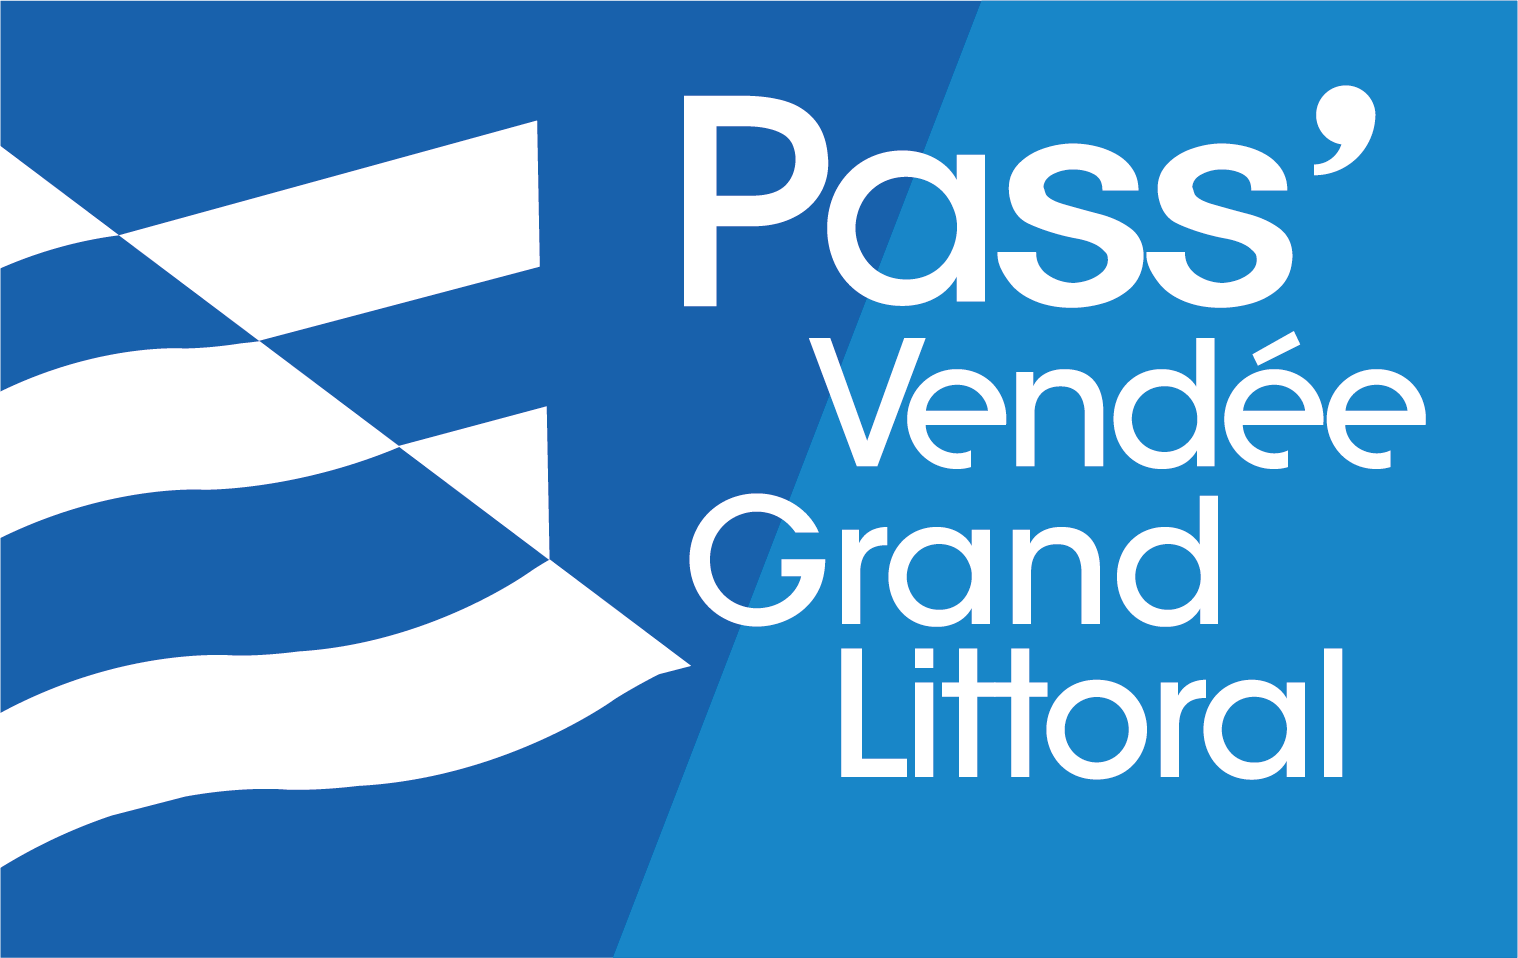 Pass’
Vendée
Grand
Littoral